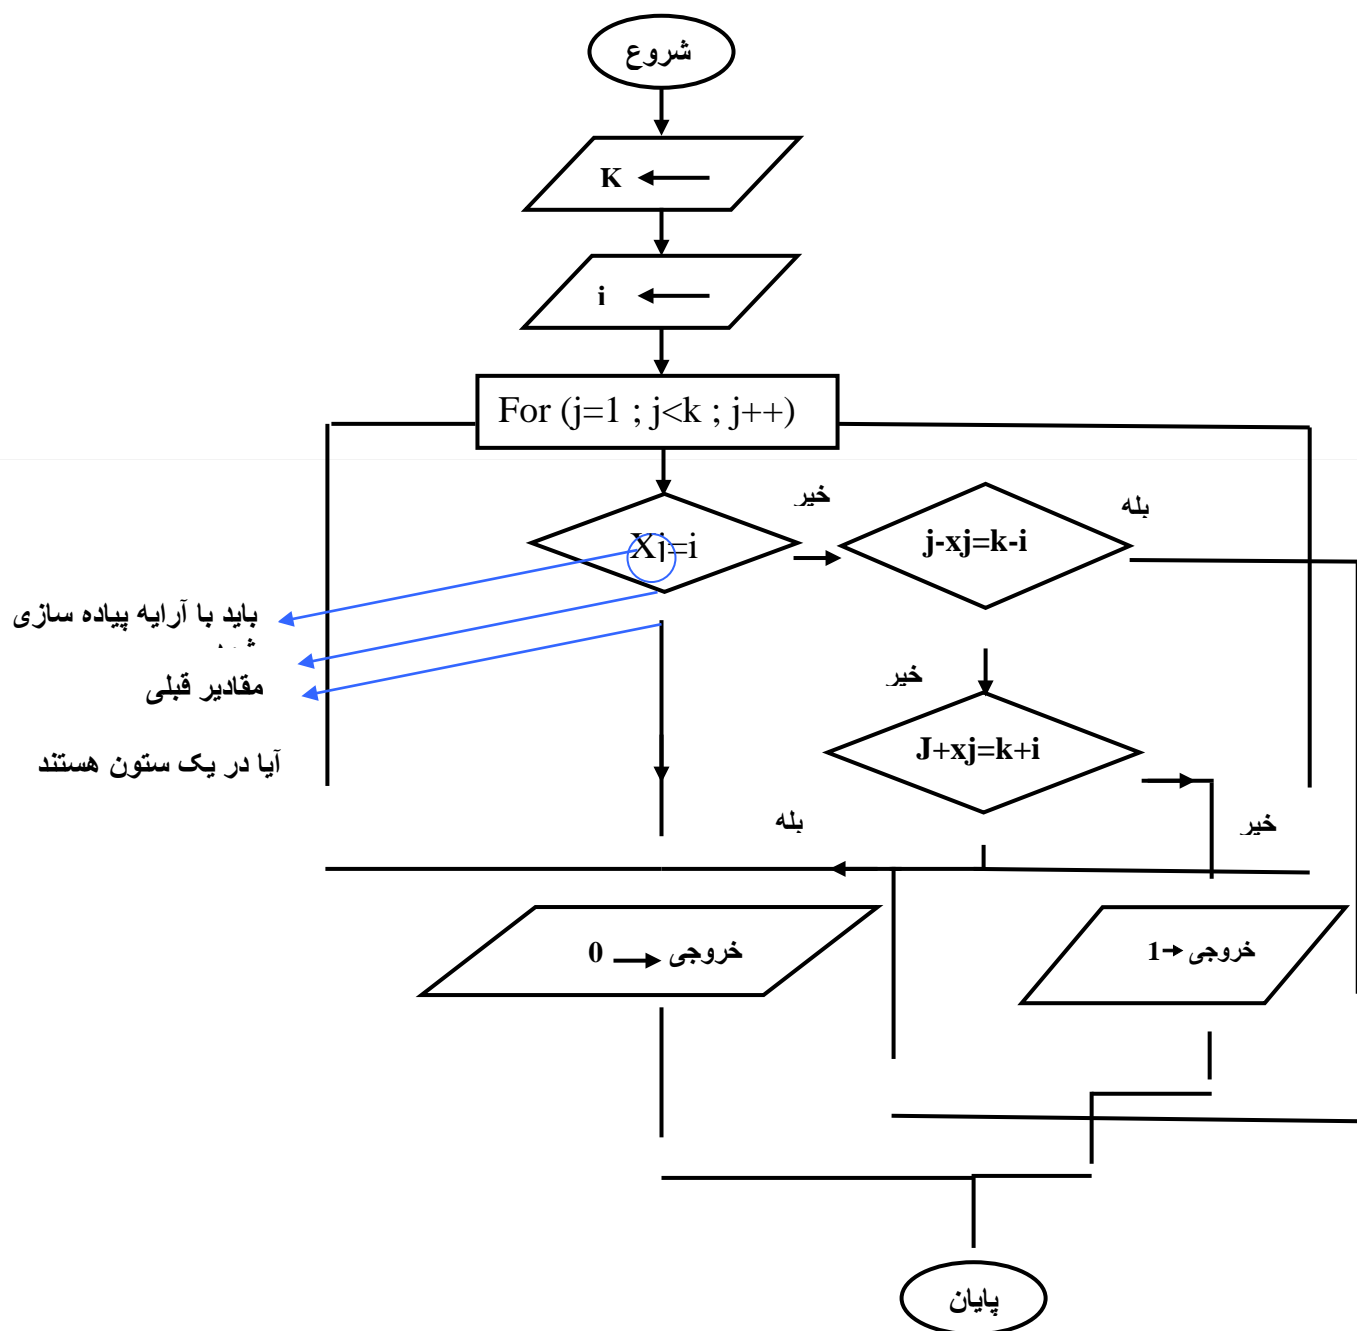 شروع
K
i
For (j=1 ; j<k ; j++)
خیر
بله
Xj=i
j-xj=k-i
باید با آرایه پیاده سازی
مقادیر قبلی
خیر
آیا در یک ستون هستند
J+xj=k+i
بله
خیر
0 → خروجی
1→ خروجی
پایان